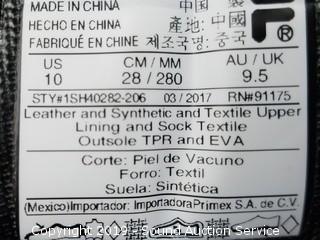 MADE IN CHINA 中国 製
HECHO EN CHINA 產地: 中國
FABRIQUÉ EN CHINE 제조국명: 중국
US CM / MM AU / UK
10 28 / 280 9.5
STY#1SH40282-206 03 / 2017 RN#91175
Leather and Synthetic and Textile Upper
Lining and Sock Textile
Outsole TPR and EVA
Corte: Piel de Vacuno
Forro: Textil
Suela: Sintética
(Mexico)Importador: ImportadoraPrimex S.A. de C.V.
Copyright 2019 - Sound Auction Service